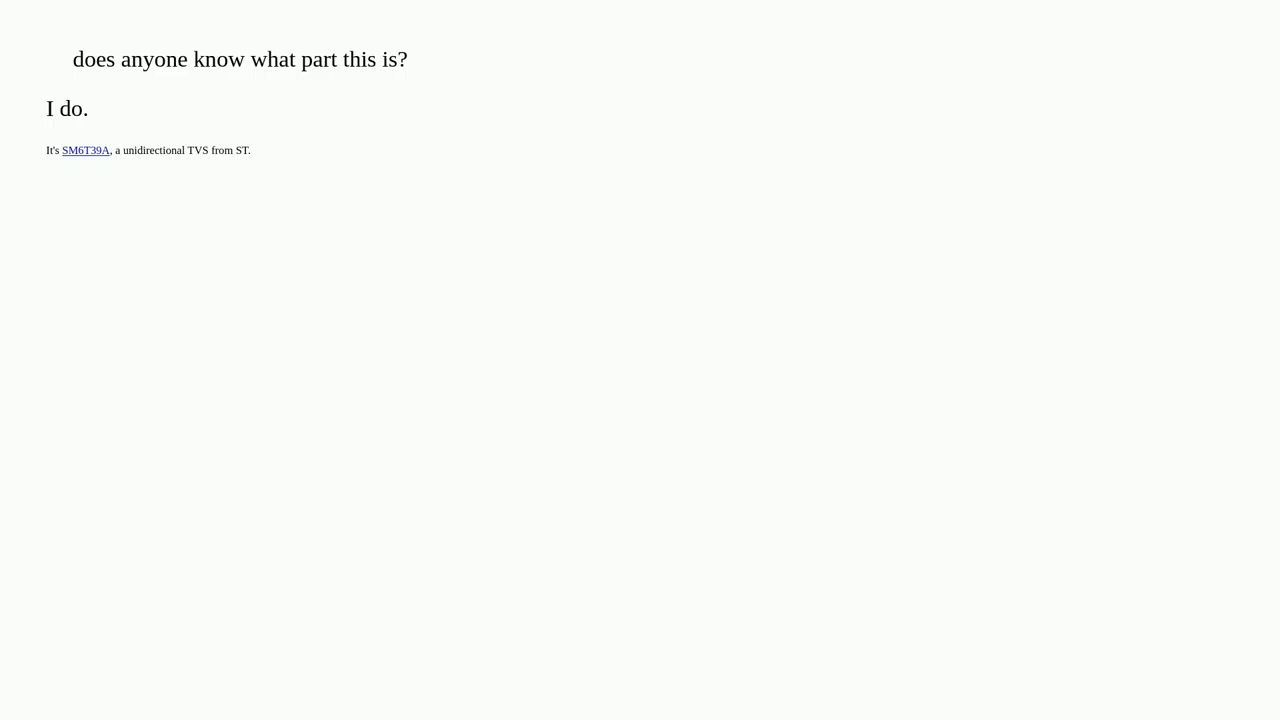 does anyone know what part this is?
I do.
It's SM6T39A, a unidirectional TVS from ST.